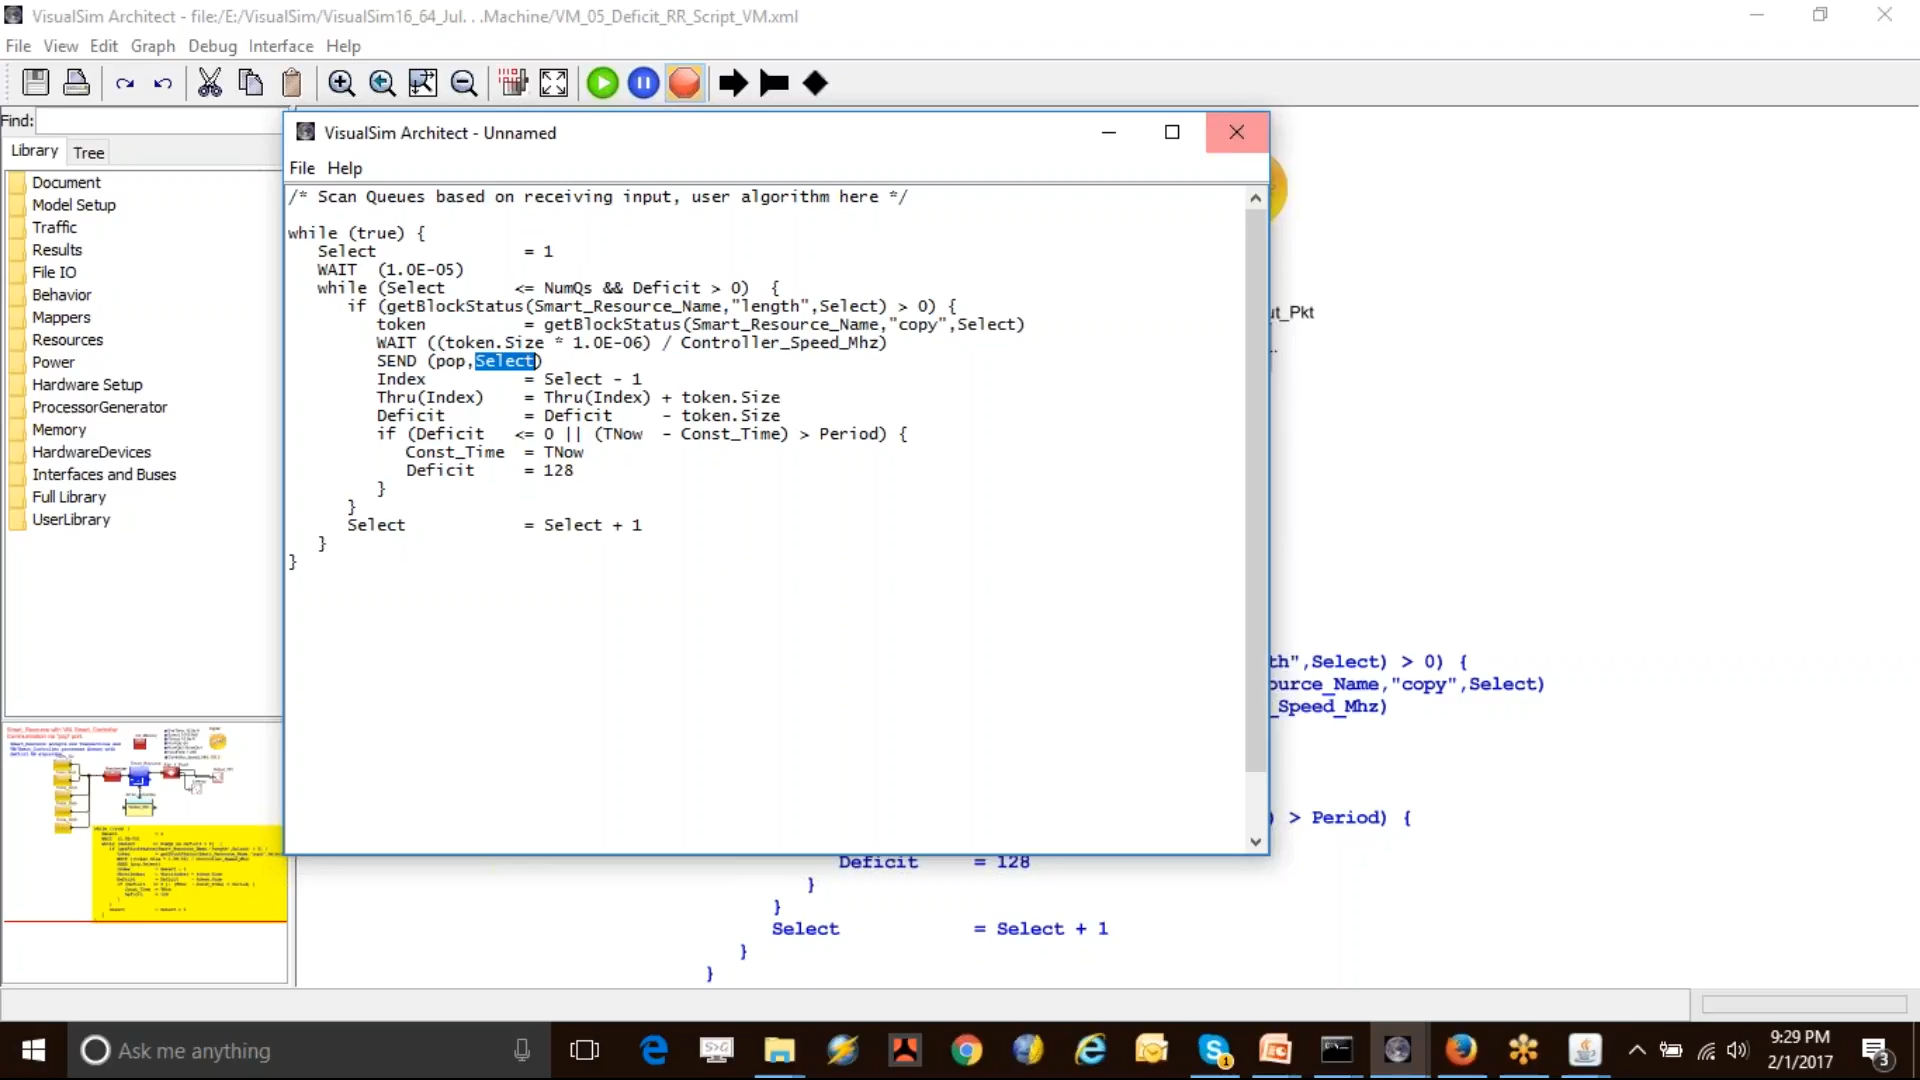 VisualSim Architect - file:/E:/VisualSim/VisualSim16_64_Jul. . .Machine/VM_05_Deficit_RR_Script_VM.xml
File View Edit Graph Debug Interface Help
Find:
Library Tree
Document
Model Setup
Traffic
Results
File IO
Behavior
Mappers
Resources
Power
Hardware Setup
ProcessorGenerator
Memory
HardwareDevices
Interfaces and Buses
Full Library
UserLibrary
VisualSim Architect - Unnamed
File Help
/* Scan Queues based on receiving input, user algorithm here */
while (true) {
Select = 1
WAIT (1.0E-05)
while (Select <= NumQs && Deficit > 0) {
if (getBlockStatus(Smart_Resource_Name,"length",Select) > 0) {
token = getBlockStatus(Smart_Resource_Name,"copy",Select)
WAIT ((token.Size * 1.0E-06) / Controller_Speed_Mhz)
SEND (pop,Select)
Index = Select - 1
Thru(Index) = Thru(Index) + token.Size
Deficit = Deficit - token.Size
if (Deficit <= 0 || (TNow - Const_Time) > Period) {
Const_Time = TNow
Deficit = 128
}
}
Select = Select + 1
}
}
ut_Pkt
th",Select) > 0) {
ource_Name,"copy",Select)
_Speed_Mhz)
) > Period) {
Deficit = 128
}
}
Select = Select + 1
}
}
Ask me anything
9:29 PM
2/1/2017
1
3